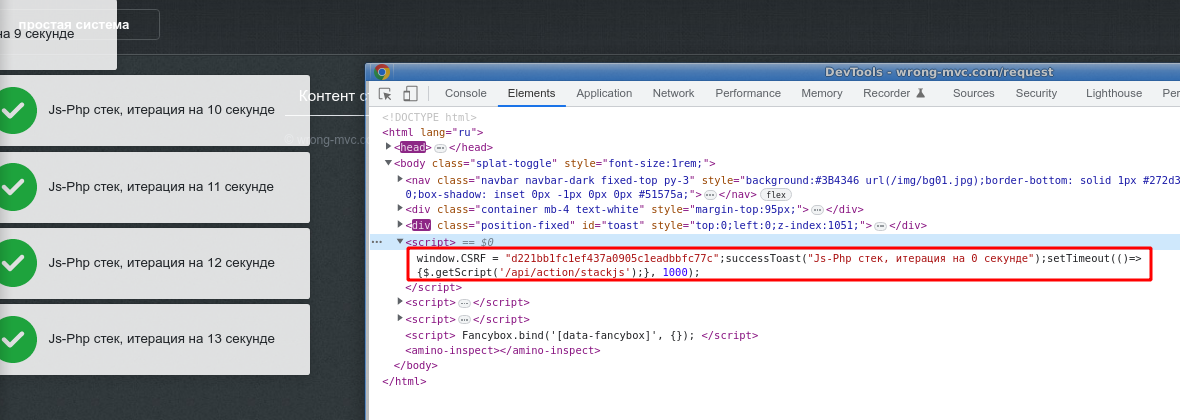 простая система
на 9 секунде
Js-Php стек, итерация на 10 секунде
Js-Php стек, итерация на 11 секунде
Js-Php стек, итерация на 12 секунде
Js-Php стек, итерация на 13 секунде
Контент
© wrong-mvc.c
DevTools - wrong-mvc.com/request
Console Elements Application Network Performance Memory Recorder Sources Security Lighthouse Per
<!DOCTYPE html>
<html lang="ru">
<head>…</head>
<body class="splat-toggle" style="font-size:1rem;">
<nav class="navbar navbar-dark fixed-top py-3" style="background:#3B4346 url(/img/bg01.jpg);border-bottom: solid 1px #272d3
0;box-shadow: inset 0px -1px 0px 0px #51575a;">…</nav> flex
<div class="container mb-4 text-white" style="margin-top:95px;">…</div>
<div class="position-fixed" id="toast" style="top:0;left:0;z-index:1051;">…</div>
… <script> == $0
window.CSRF = "d221bb1fc1ef437a0905c1eadbbfc77c";successToast("Js-Php стек, итерация на 0 секунде");setTimeout(()=>
{$.getScript('/api/action/stackjs');}, 1000);
</script>
<script>…</script>
<script>…</script>
<script> Fancybox.bind('[data-fancybox]', {}); </script>
<amino-inspect></amino-inspect>
</body>
</html>